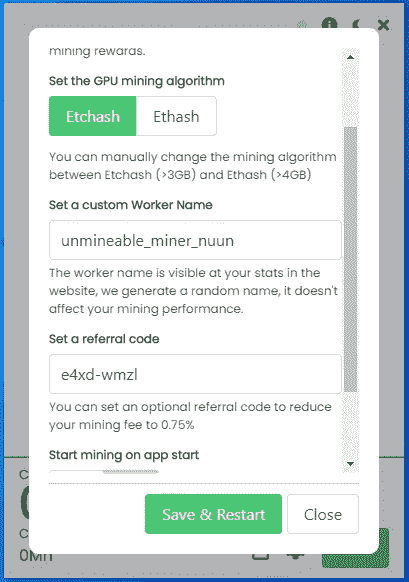 mining rewards.
Set the GPU mining algorithm
Etchash Ethash
You can manually change the mining algorithm
between Etchash (>3GB) and Ethash (>4GB)
Set a custom Worker Name
unmineable_miner_nuun
The worker name is visible at your stats in the
website, we generate a random name, it doesn't
affect your mining performance.
Set a referral code
e4xd-wmzl
You can set an optional referral code to reduce
your mining fee to 0.75%
Start mining on app start
Save & Restart Close